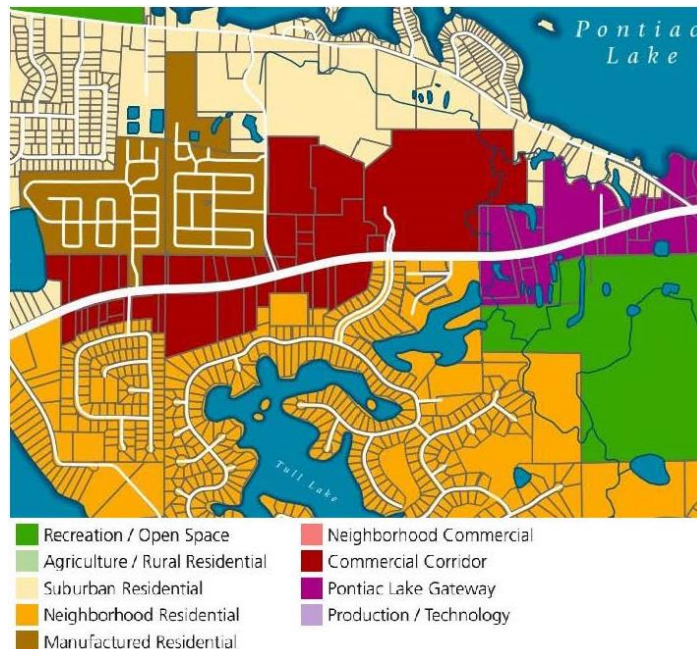 Pontiac
Lake
Tull Lake
Recreation / Open Space
Agriculture / Rural Residential
Suburban Residential
Neighborhood Residential
Manufactured Residential
Neighborhood Commercial
Commercial Corridor
Pontiac Lake Gateway
Production / Technology